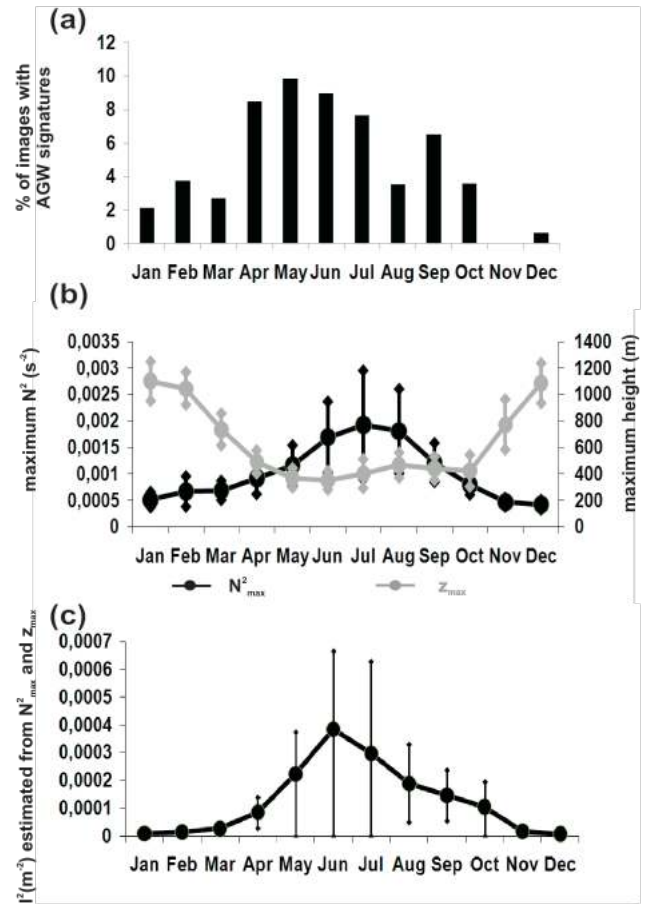 (a)
% of images with
AGW signatures
12
10
8
6
4
2
0
Jan Feb Mar Apr May Jun Jul Aug Sep Oct Nov Dec
(b)
maximum N² (s⁻²)
0,0035
0,003
0,0025
0,002
0,0015
0,001
0,0005
0
1400
1200
1000
800
600
400
200
0
maximum height (m)
Jan Feb Mar Apr May Jun Jul Aug Sep Oct Nov Dec
N²max
zmax
(c)
l²(m⁻²) estimated from N²max and zmax
0,0007
0,0006
0,0005
0,0004
0,0003
0,0002
0,0001
0
Jan Feb Mar Apr May Jun Jul Aug Sep Oct Nov Dec